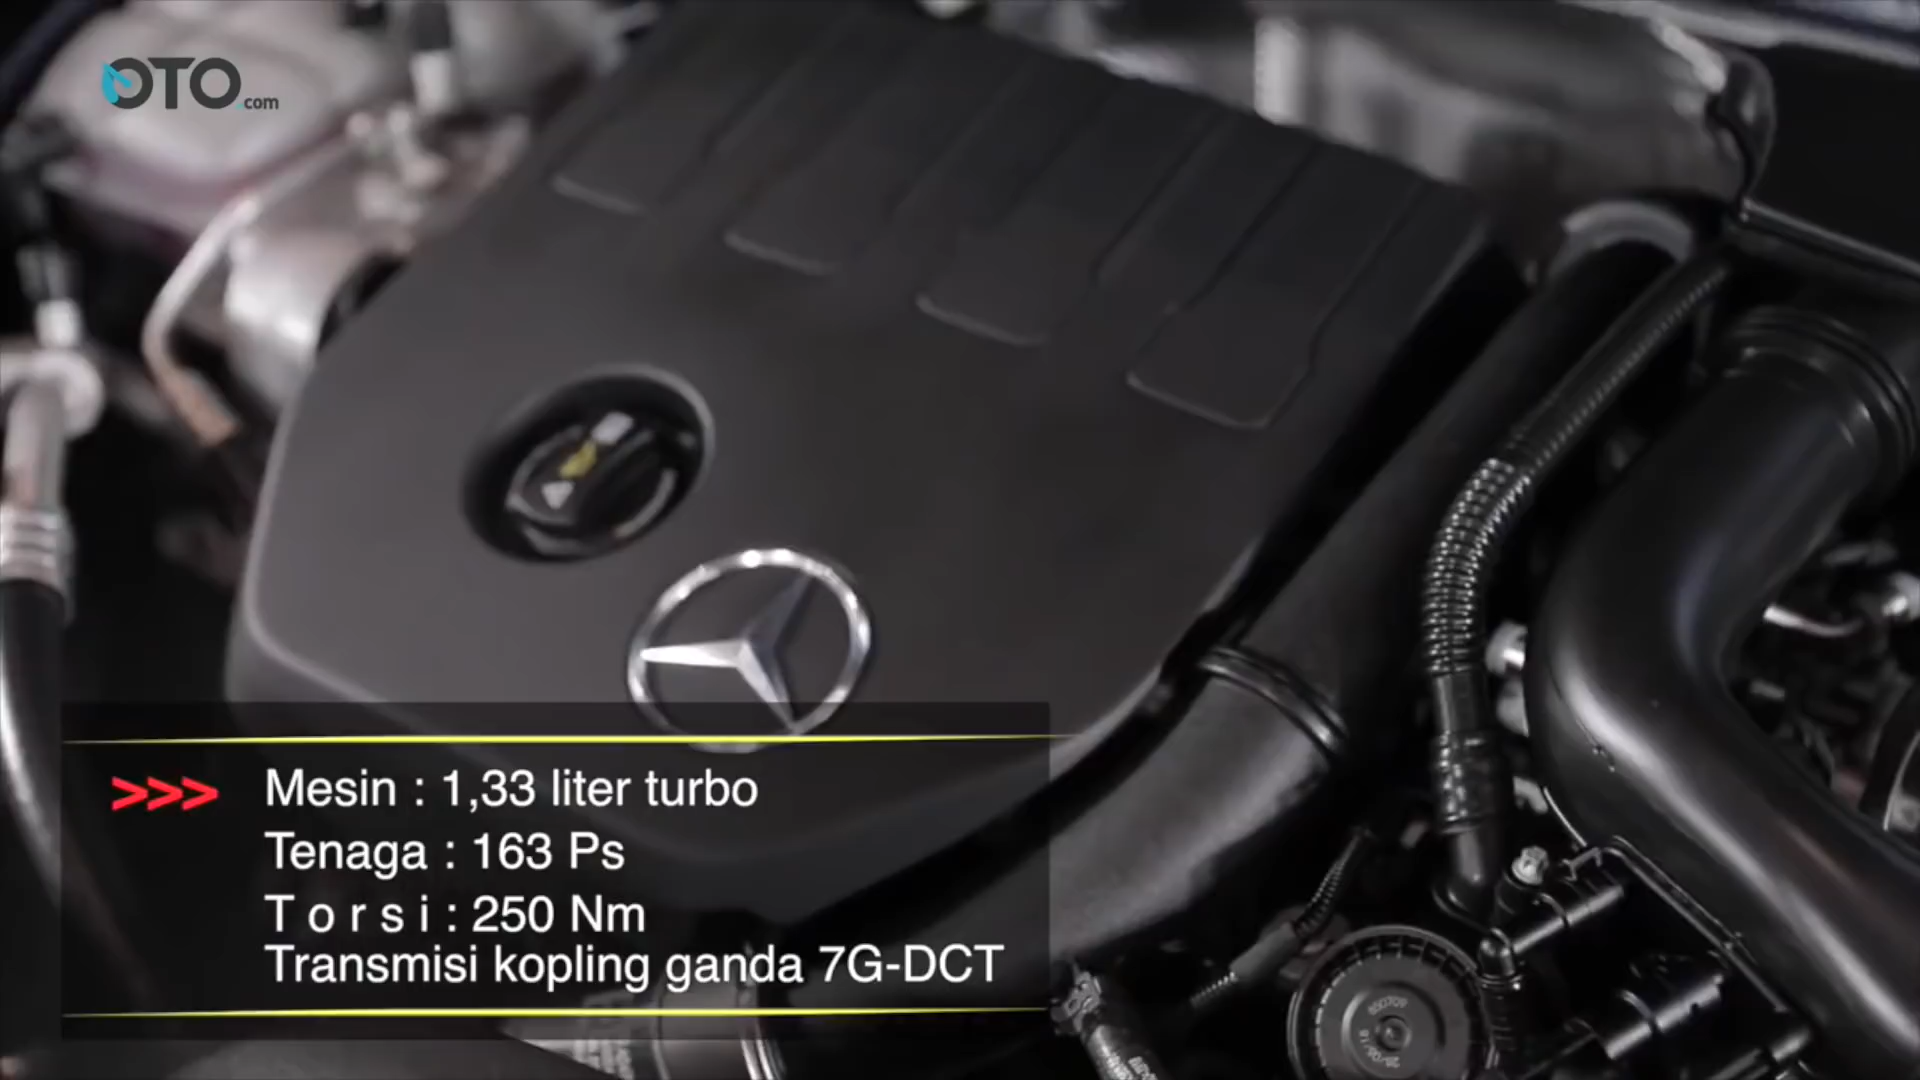 OTO.com
>>> Mesin : 1,33 liter turbo
Tenaga : 163 Ps
T o r s i : 250 Nm
Transmisi kopling ganda 7G-DCT